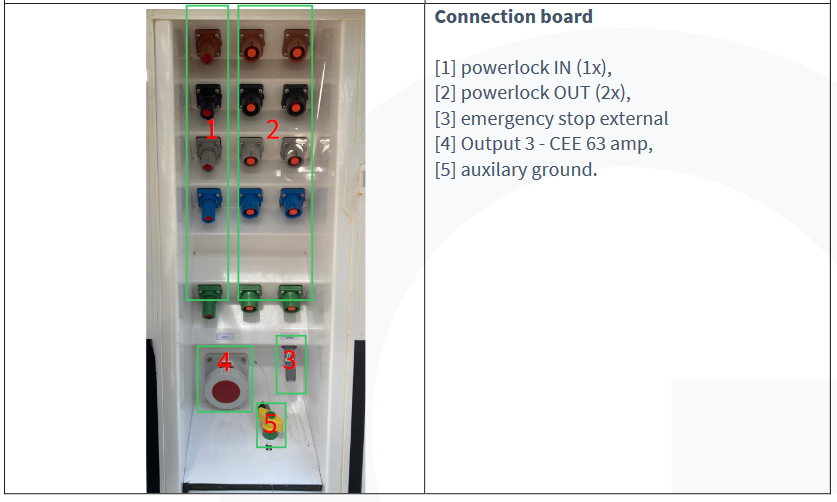 Connection board
[1] powerlock IN (1x),
[2] powerlock OUT (2x),
[3] emergency stop external
[4] Output 3 - CEE 63 amp,
[5] auxilary ground.
1
2
4
3
5